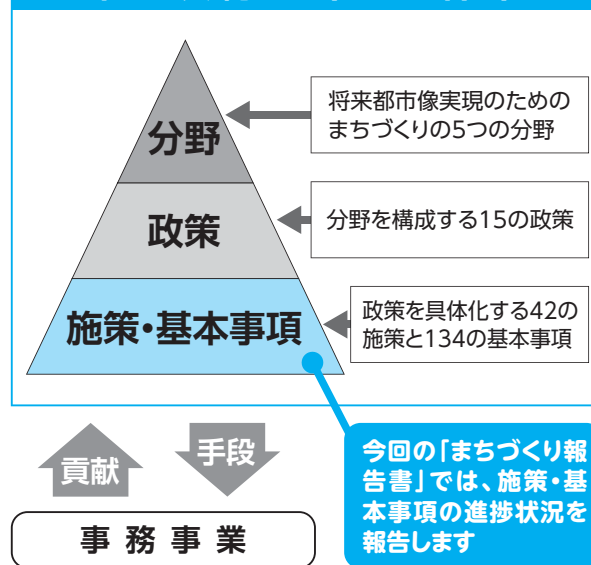 分野
将来都市像実現のための
まちづくりの5つの分野
政策
分野を構成する15の政策
施策・基本事項
政策を具体化する42の
施策と134の基本事項
貢献
手段
今回の「まちづくり報
告書」では、施策・基
本事項の進捗状況を
報告します
事務事業